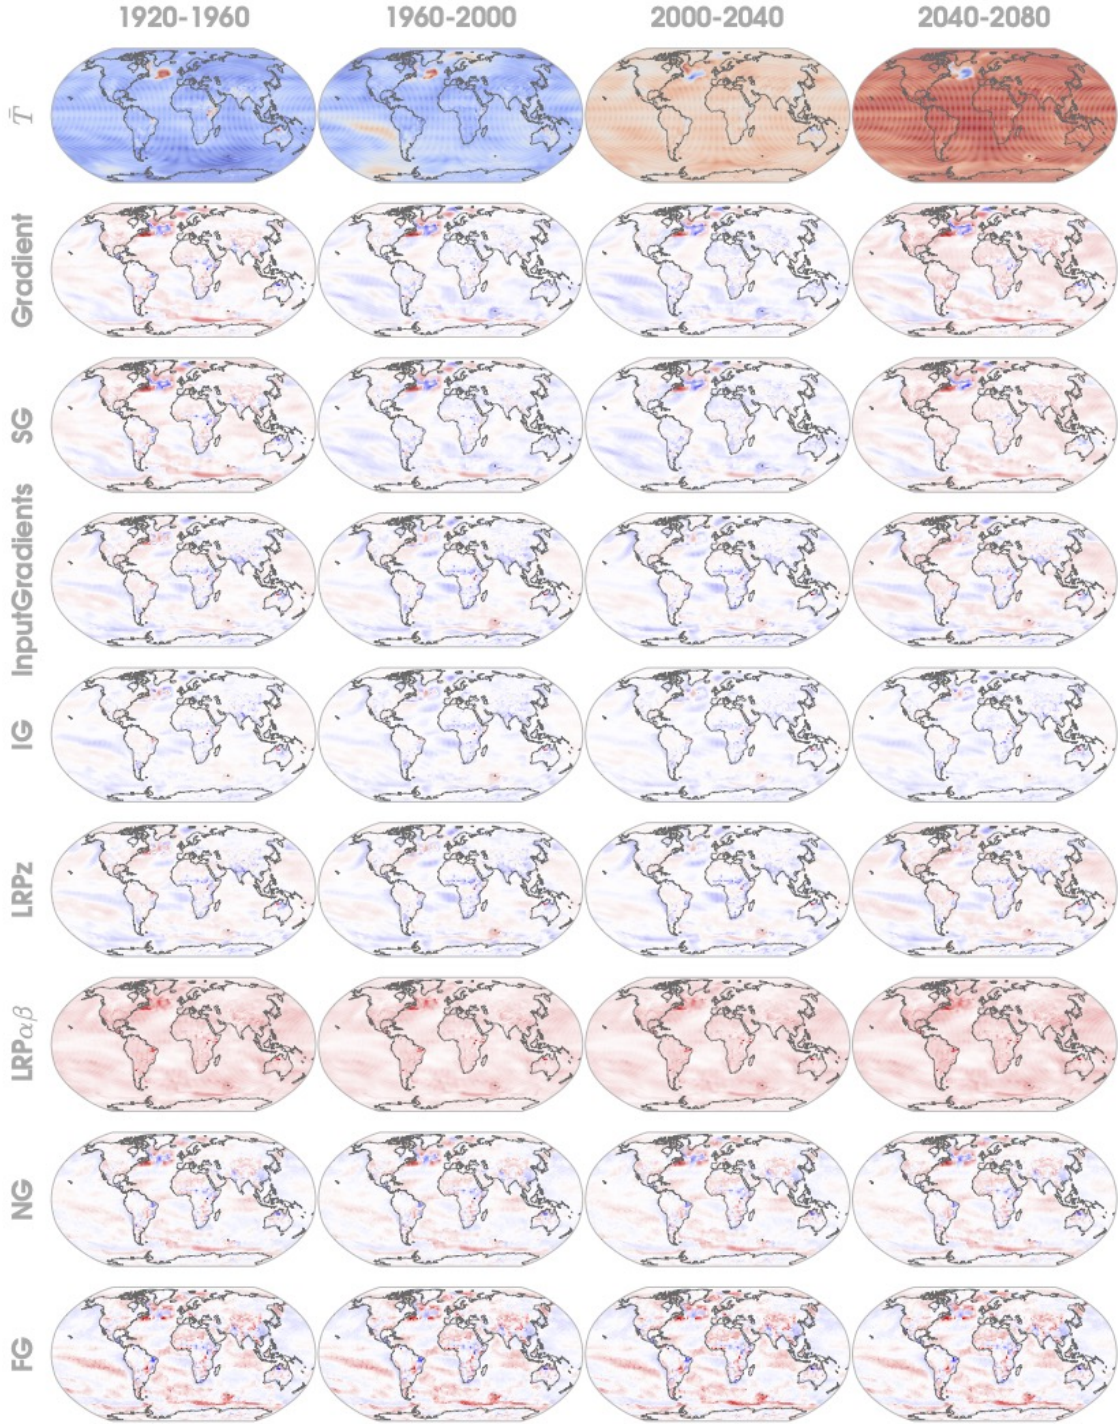 1920-1960 1960-2000 2000-2040 2040-2080
T̄
Gradient
SG
InputGradients
IG
LRPz
LRPαβ
NG
FG